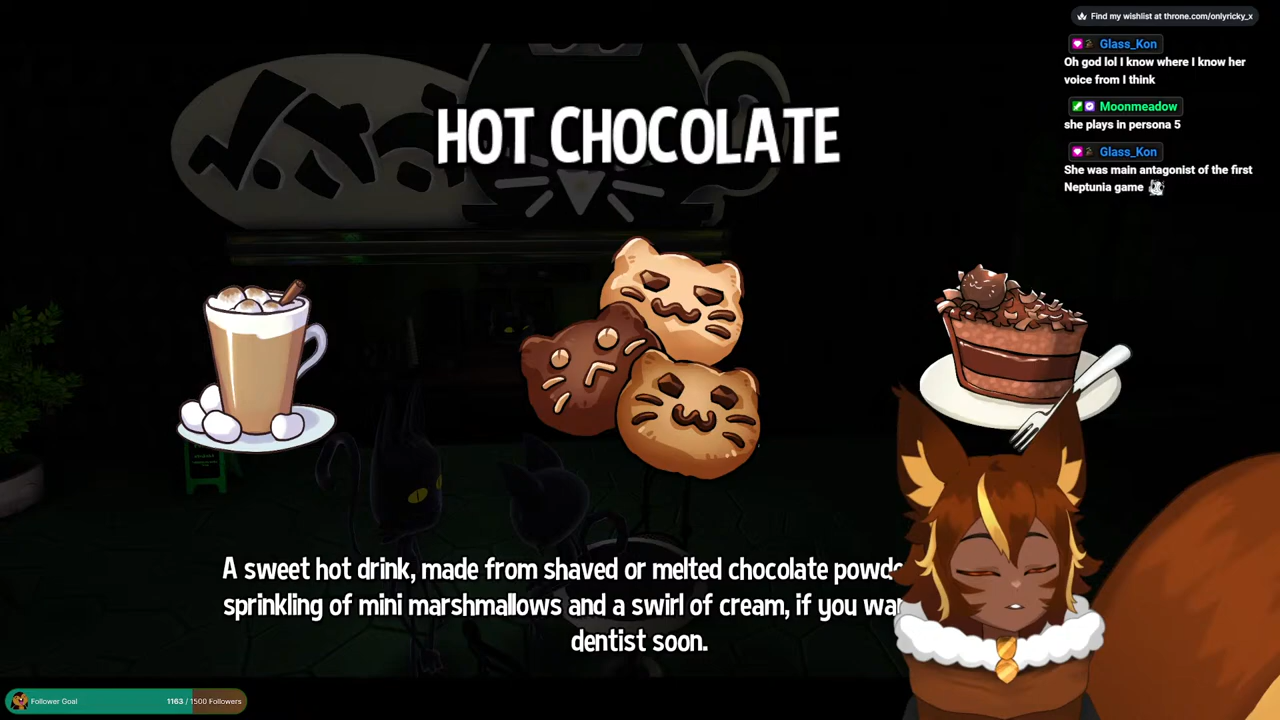 Find my wishlist at throne.com/onlyricky_x
Glass_Kon
Oh god lol I know where I know her
voice from I think
Moonmeadow
she plays in persona 5
Glass_Kon
She was main antagonist of the first
Neptunia game
HOT CHOCOLATE
A sweet hot drink, made from shaved or melted chocolate
sprinkling of mini marshmallows and a swirl of cream, if you
dentist soon.
Follower Goal
1163 / 1500 Followers